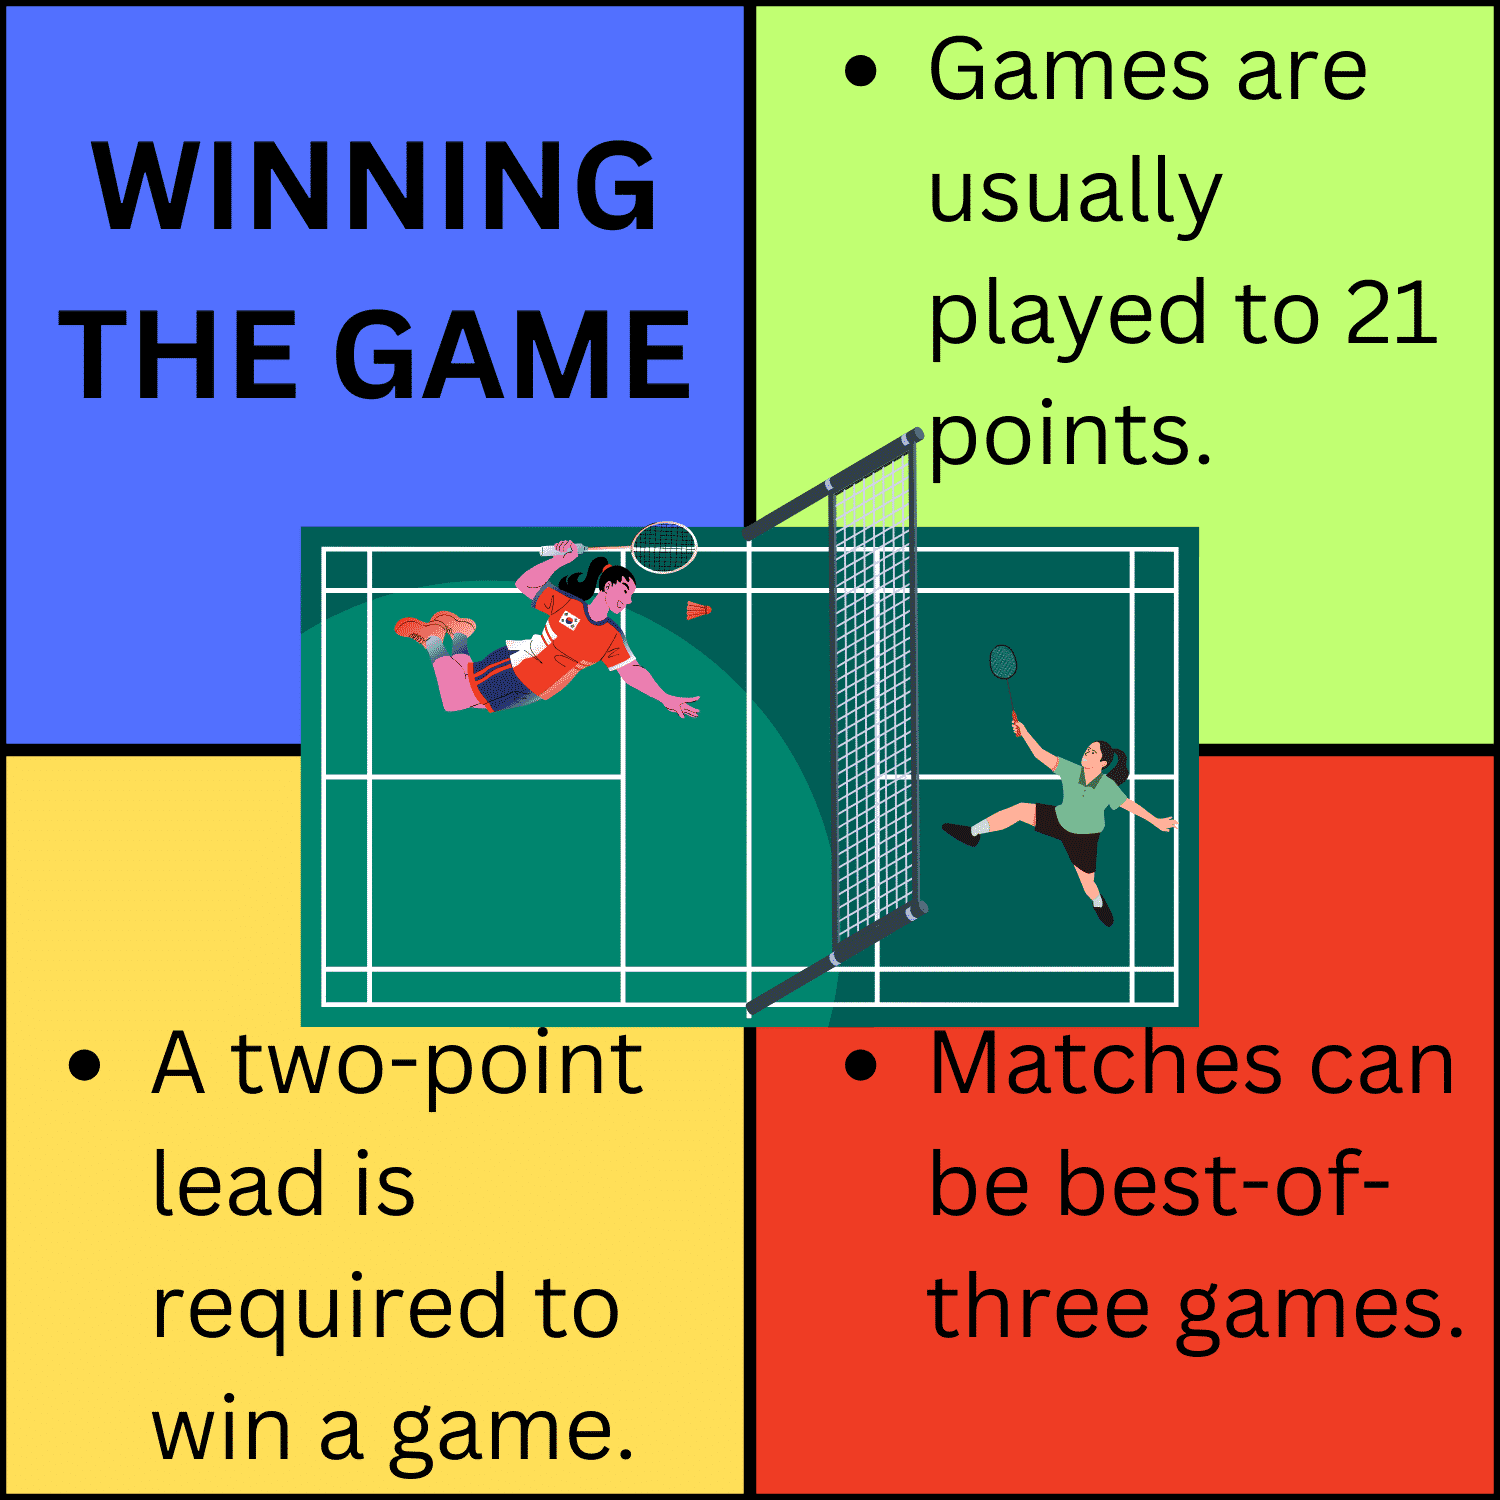 WINNING
THE GAME
• Games are
usually
played to 21
points.
• A two-point
lead is
required to
win a game.
• Matches can
be best-of-
three games.